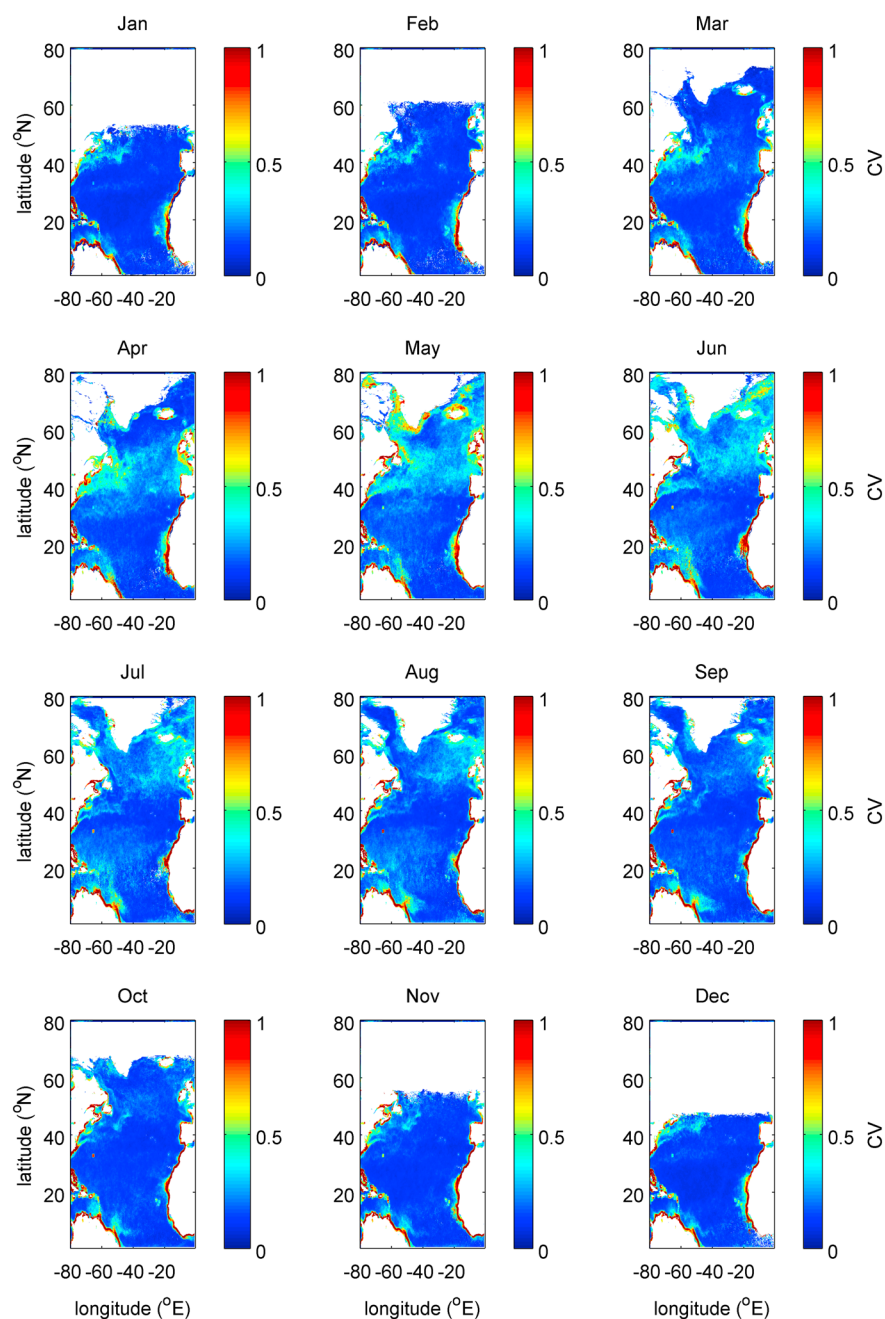 Jan Feb Mar
80 1 80 1 80 1
60 60 60
latitude (°N) 40 0.5 40 0.5 40 0.5 CV
20 20 20
0 0 0
-80 -60 -40 -20 -80 -60 -40 -20 -80 -60 -40 -20
Apr May Jun
80 1 80 1 80 1
60 60 60
latitude (°N) 40 0.5 40 0.5 40 0.5 CV
20 20 20
0 0 0
-80 -60 -40 -20 -80 -60 -40 -20 -80 -60 -40 -20
Jul Aug Sep
80 1 80 1 80 1
60 60 60
latitude (°N) 40 0.5 40 0.5 40 0.5 CV
20 20 20
0 0 0
-80 -60 -40 -20 -80 -60 -40 -20 -80 -60 -40 -20
Oct Nov Dec
80 1 80 1 80 1
60 60 60
latitude (°N) 40 0.5 40 0.5 40 0.5 CV
20 20 20
0 0 0
-80 -60 -40 -20 -80 -60 -40 -20 -80 -60 -40 -20
longitude (°E) longitude (°E) longitude (°E)